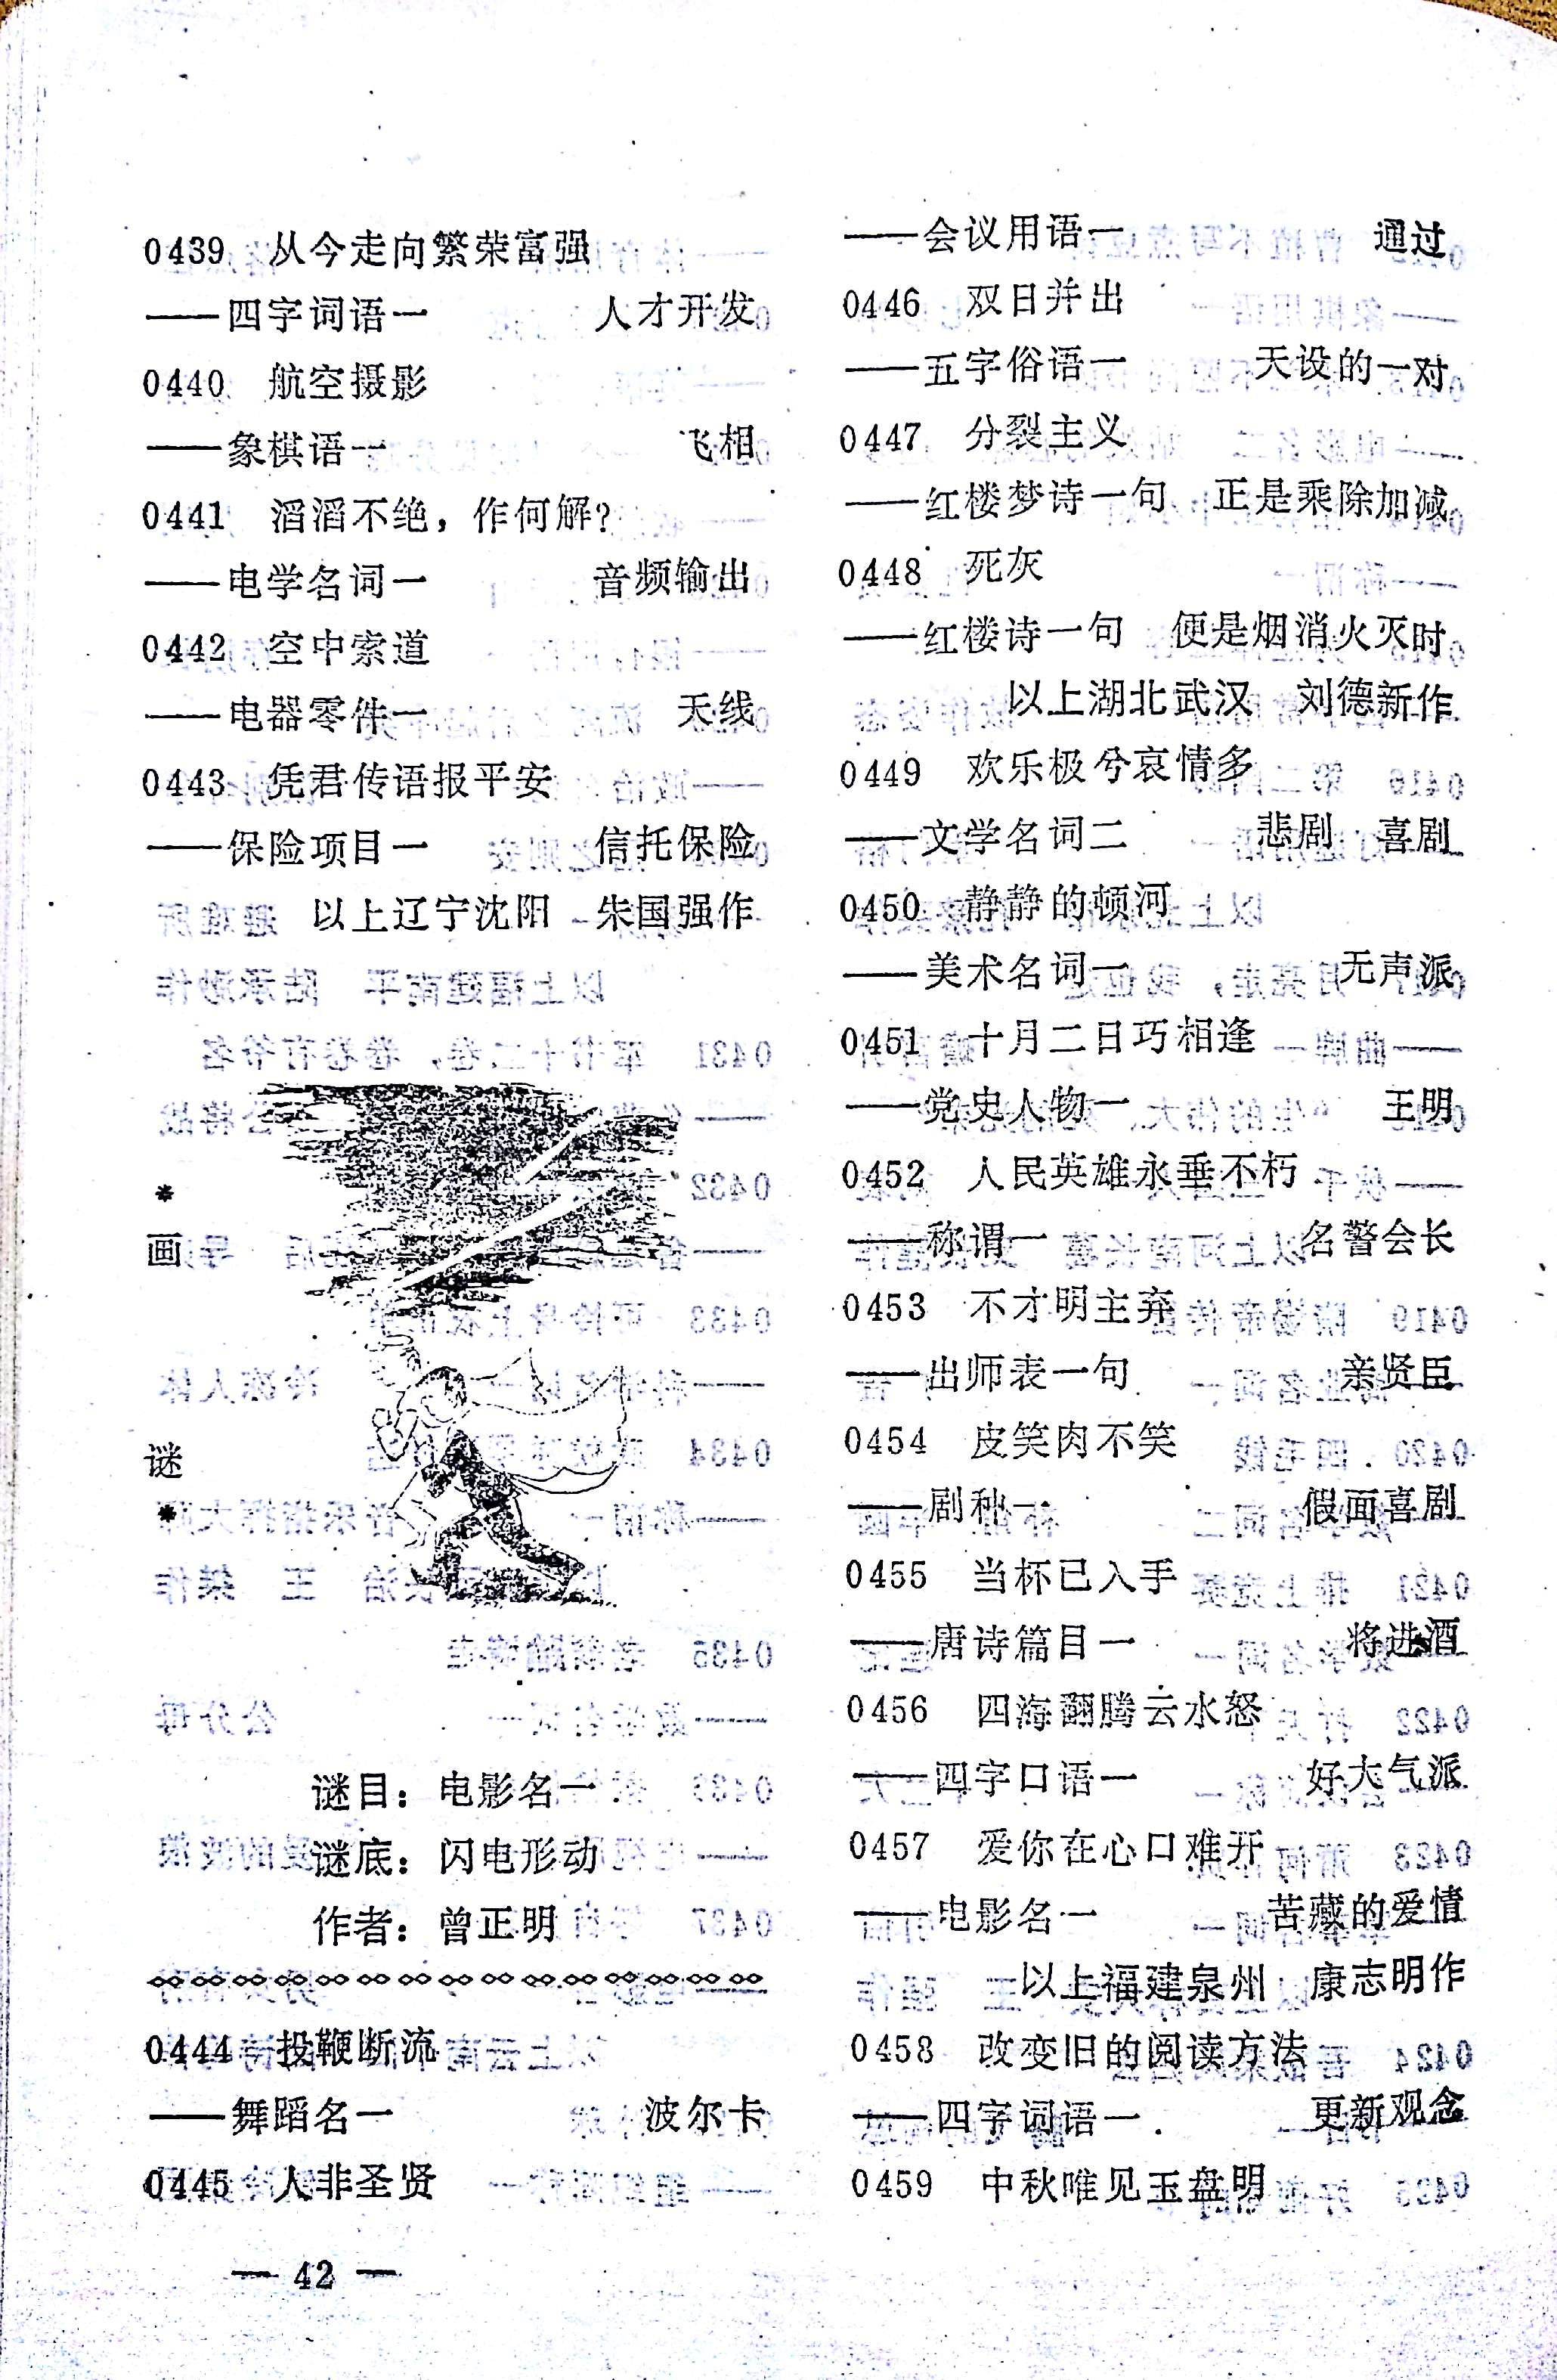 0439 从今走向繁荣富强
——四字词语一 人才开发
0440 航空摄影
——象棋语一 飞相
0441 滔滔不绝，作何解？
——电学名词一 音频输出
0442 空中索道
——电器零件一 天线
0443 凭君传语报平安
——保险项目一 信托保险
以上辽宁沈阳 朱国强作
*
画
谜
*
谜目：电影名一
谜底：闪电形动
作者：曾正明
0444 投鞭断流
——舞蹈名一 波尔卡
0445 人非圣贤
— 42 —
——会议用语一 通过
0446 双日并出
——五字俗语一 天设的一对
0447 分裂主义
——红楼梦诗一句 正是乘除加减
0448 死灰
——红楼诗一句 便是烟消火灭时
以上湖北武汉 刘德新作
0449 欢乐极兮哀情多
——文学名词二 悲剧 喜剧
0450 静静的顿河
——美术名词一 无声派
0451 十月二日巧相逢
——党史人物一 王明
0452 人民英雄永垂不朽
——称谓一 名警会长
0453 不才明主弃
——出师表一句 亲贤臣
0454 皮笑肉不笑
——剧种一 假面喜剧
0455 当杯已入手
——唐诗篇目一 将进酒
0456 四海翻腾云水怒
——四字口语一 好大气派
0457 爱你在心口难开
——电影名一 苦藏的爱情
以上福建泉州 康志明作
0458 改变旧的阅读方法
——四字词语一 更新观念
0459 中秋唯见玉盘明